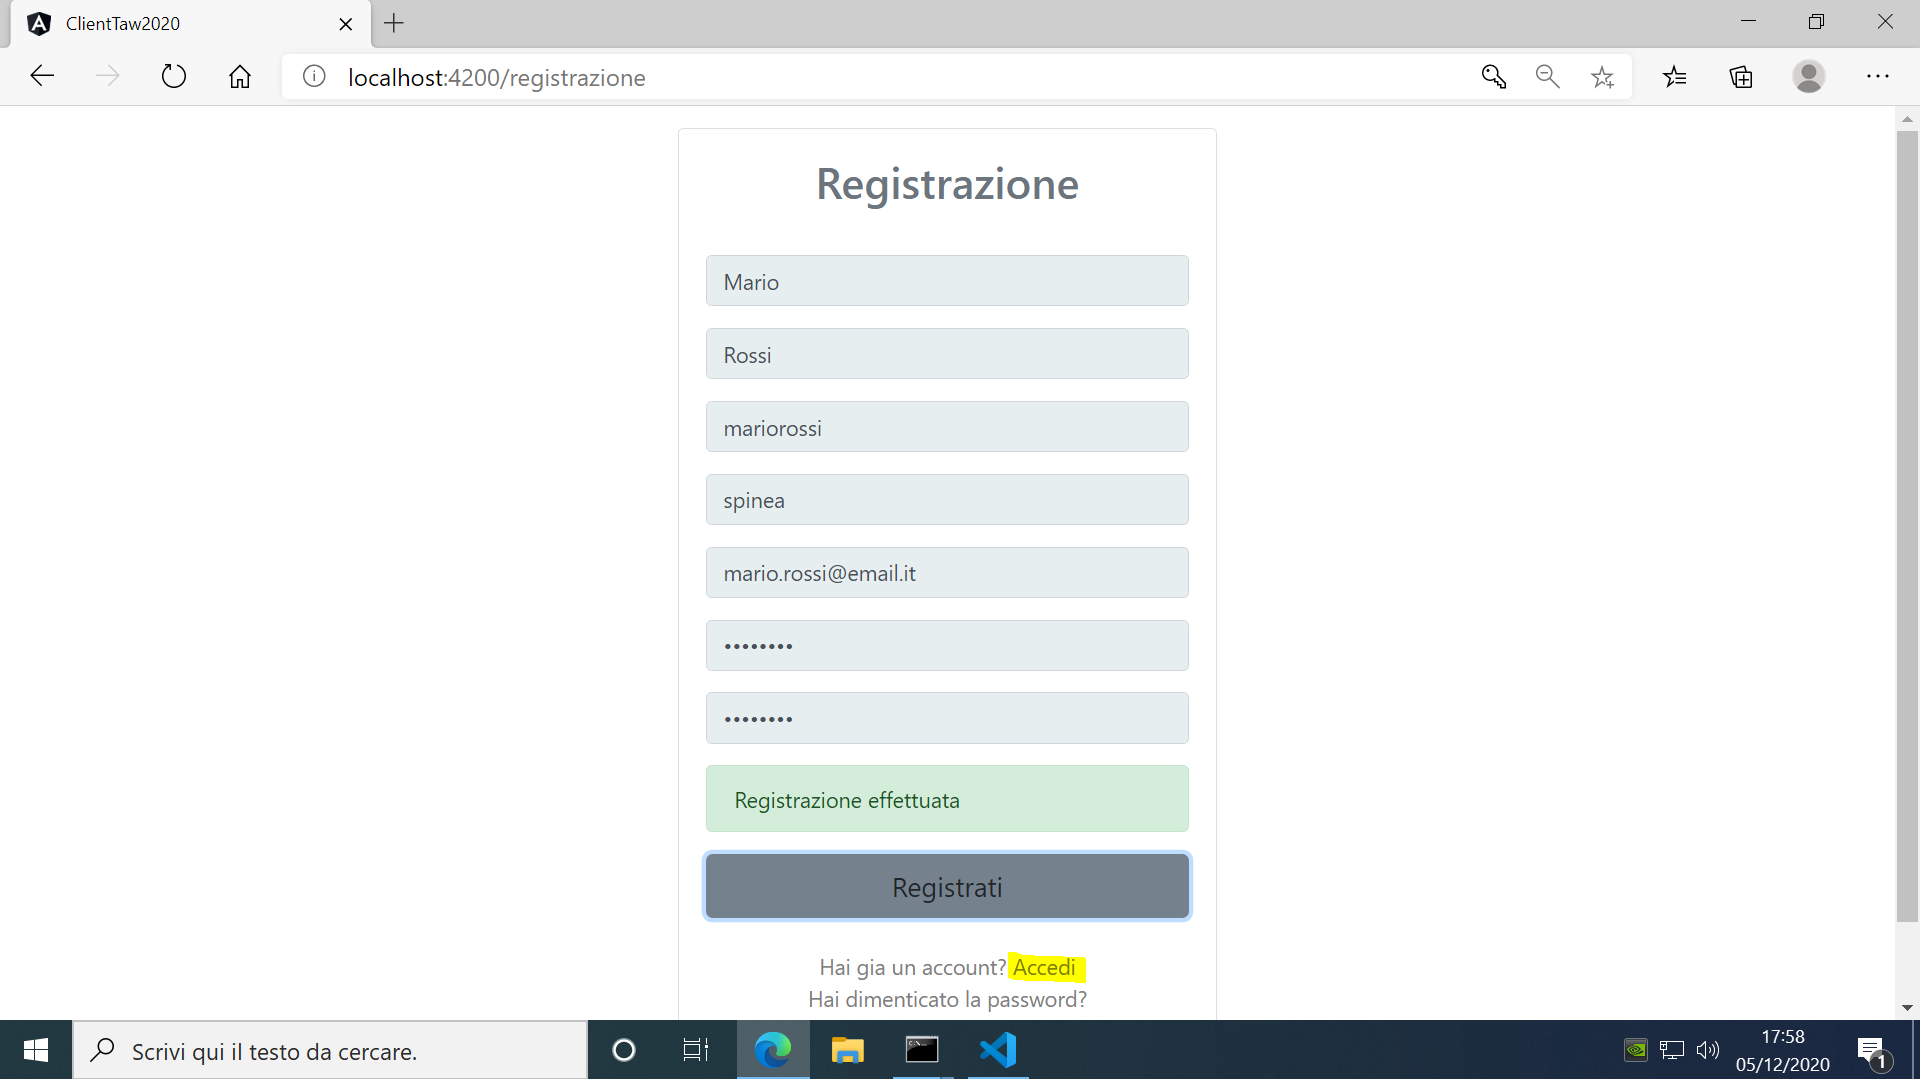 ClientTaw2020
localhost:4200/registrazione
Registrazione
Mario
Rossi
mariorossi
spinea
mario.rossi@email.it
••••••••
••••••••
Registrazione effettuata
Registrati
Hai gia un account? Accedi
Hai dimenticato la password?
Scrivi qui il testo da cercare.
17:58
05/12/2020
1